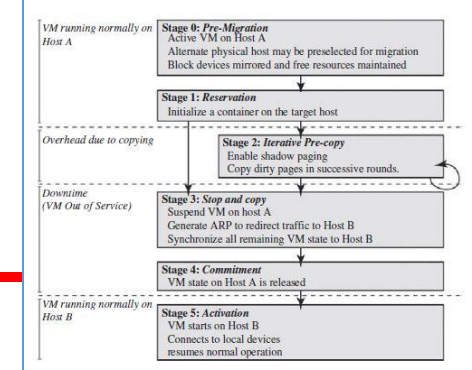 VM running normally on
Host A
Stage 0: Pre-Migration
Active VM on Host A
Alternate physical host may be preselected for migration
Block devices mirrored and free resources maintained
Stage 1: Reservation
Initialize a container on the target host
Overhead due to copying
Stage 2: Iterative Pre-copy
Enable shadow paging
Copy dirty pages in successive rounds.
Downtime
(VM Out of Service)
Stage 3: Stop and copy
Suspend VM on host A
Generate ARP to redirect traffic to Host B
Synchronize all remaining VM state to Host B
Stage 4: Commitment
VM state on Host A is released
VM running normally on
Host B
Stage 5: Activation
VM starts on Host B
Connects to local devices
resumes normal operation